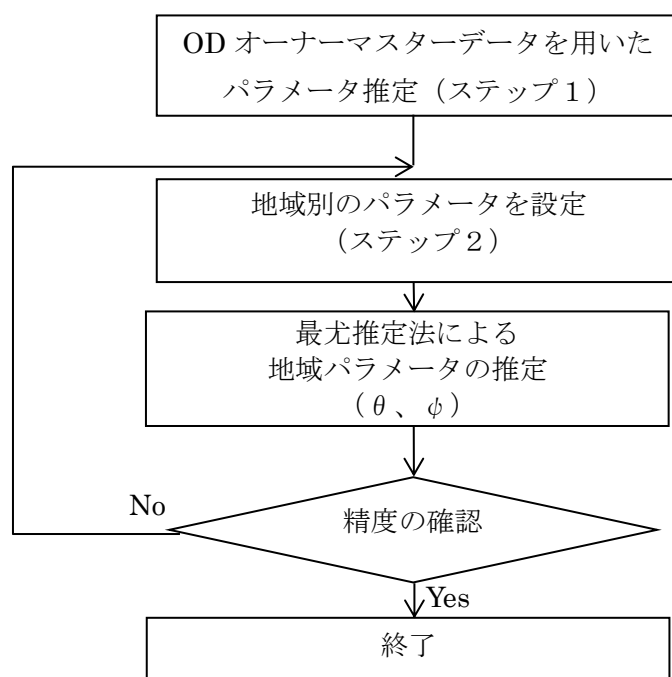 OD オーナーマスターデータを用いた
パラメータ推定（ステップ１）
地域別のパラメータを設定
（ステップ２）
最尤推定法による
地域パラメータの推定
（θ、φ）
No
精度の確認
Yes
終了